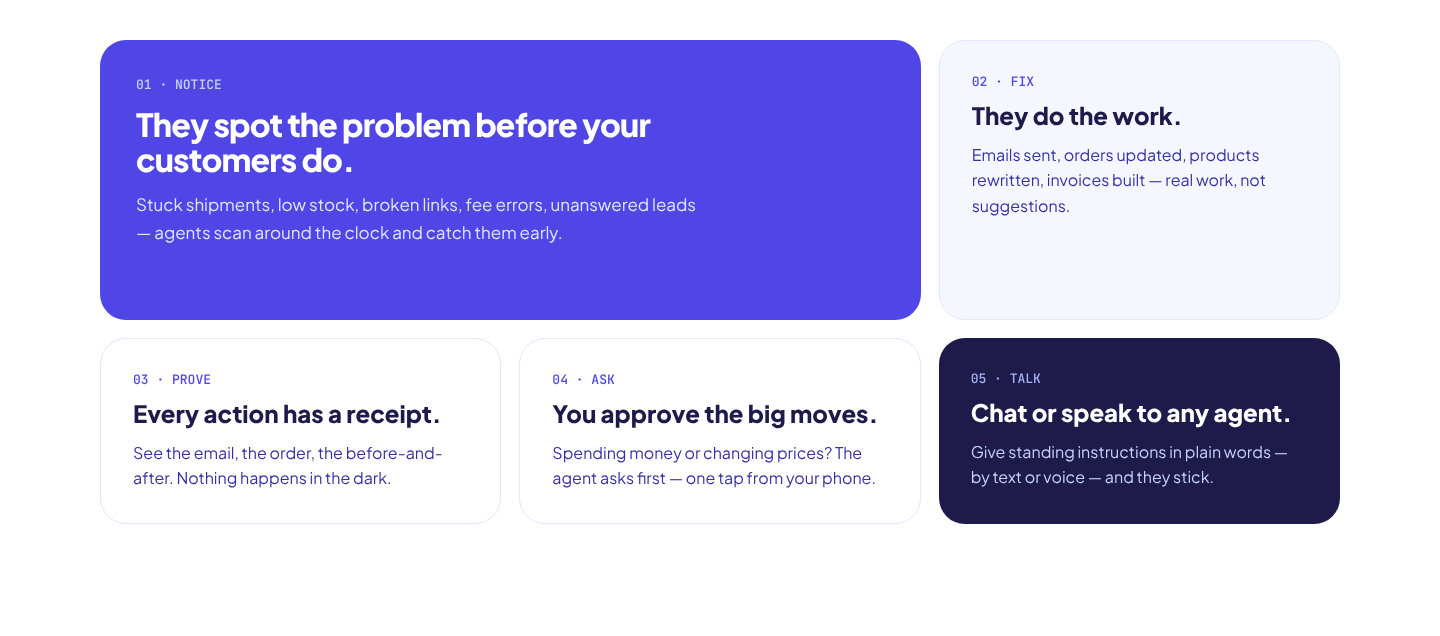 01 · NOTICE
They spot the problem before your
customers do.
Stuck shipments, low stock, broken links, fee errors, unanswered leads
— agents scan around the clock and catch them early.
02 · FIX
They do the work.
Emails sent, orders updated, products
rewritten, invoices built — real work, not
suggestions.
03 · PROVE
Every action has a receipt.
See the email, the order, the before-and-
after. Nothing happens in the dark.
04 · ASK
You approve the big moves.
Spending money or changing prices? The
agent asks first — one tap from your phone.
05 · TALK
Chat or speak to any agent.
Give standing instructions in plain words —
by text or voice — and they stick.